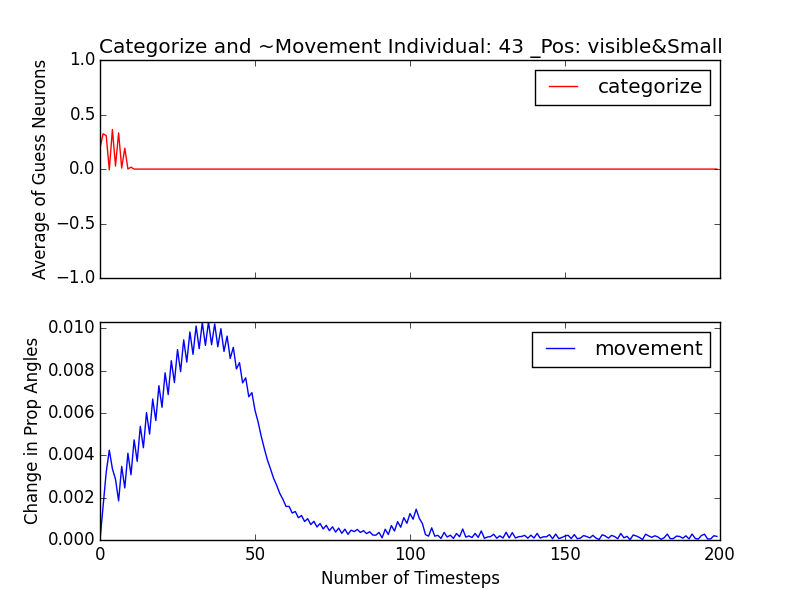 Categorize and ~Movement Individual: 43 _Pos: visible&Small
1.0
0.5
0.0
−0.5
−1.0
Average of Guess Neurons
categorize
0.010
0.008
0.006
0.004
0.002
0.000
Change in Prop Angles
movement
0
50
100
150
200
Number of Timesteps